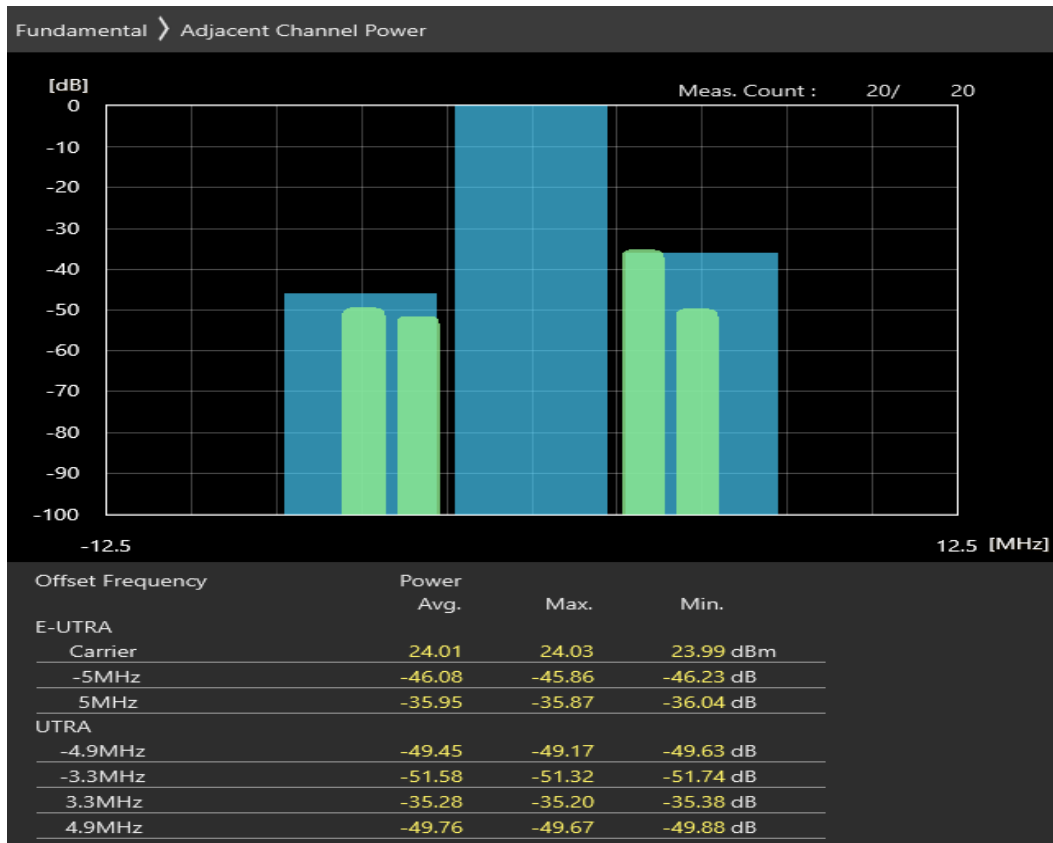 Fundamental 〉 Adjacent Channel Power
[dB]
Meas. Count : 20/ 20
0
-10
-20
-30
-40
-50
-60
-70
-80
-90
-100
-12.5 12.5 [MHz]
Offset Frequency Power
Avg. Max. Min.
E-UTRA
Carrier 24.01 24.03 23.99 dBm
-5MHz -46.08 -45.86 -46.23 dB
5MHz -35.95 -35.87 -36.04 dB
UTRA
-4.9MHz -49.45 -49.17 -49.63 dB
-3.3MHz -51.58 -51.32 -51.74 dB
3.3MHz -35.28 -35.20 -35.38 dB
4.9MHz -49.76 -49.67 -49.88 dB